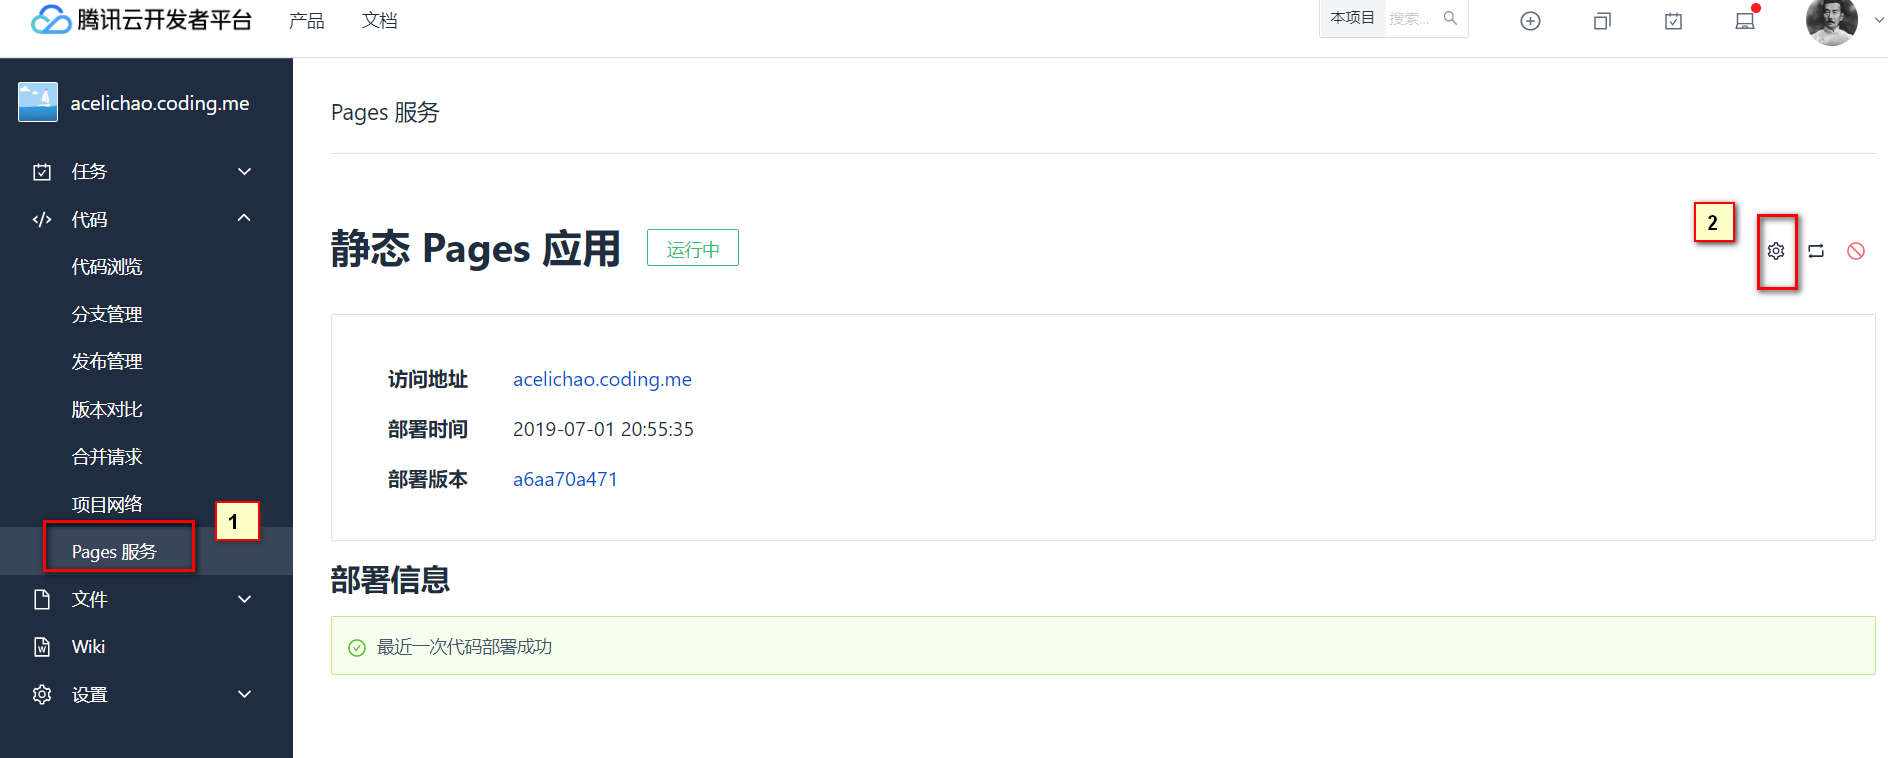 腾讯云开发者平台 产品 文档 本项目 搜索...
acelichao.coding.me
任务
代码
代码浏览
分支管理
发布管理
版本对比
合并请求
项目网络
Pages 服务
1
文件
Wiki
设置
Pages 服务
静态 Pages 应用 运行中
2
访问地址 acelichao.coding.me
部署时间 2019-07-01 20:55:35
部署版本 a6aa70a471
部署信息
最近一次代码部署成功